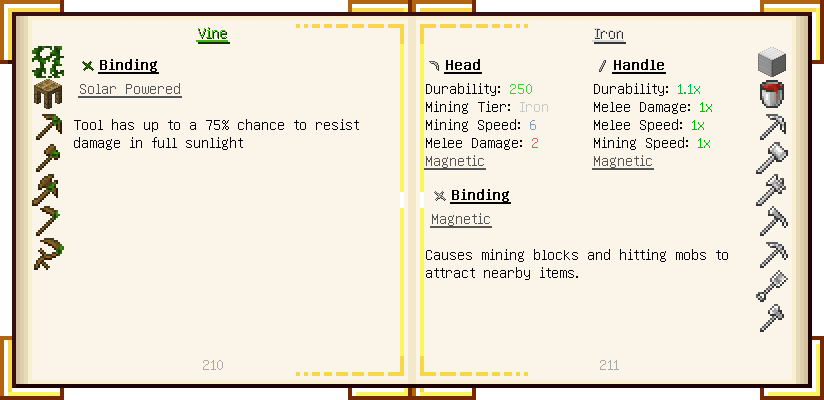 Vine
Binding
Solar Powered
Tool has up to a 75% chance to resist
damage in full sunlight
210
Iron
Head
Durability: 250
Mining Tier: Iron
Mining Speed: 6
Melee Damage: 2
Magnetic
Handle
Durability: 1.1x
Melee Damage: 1x
Melee Speed: 1x
Mining Speed: 1x
Magnetic
Binding
Magnetic
Causes mining blocks and hitting mobs to
attract nearby items.
211